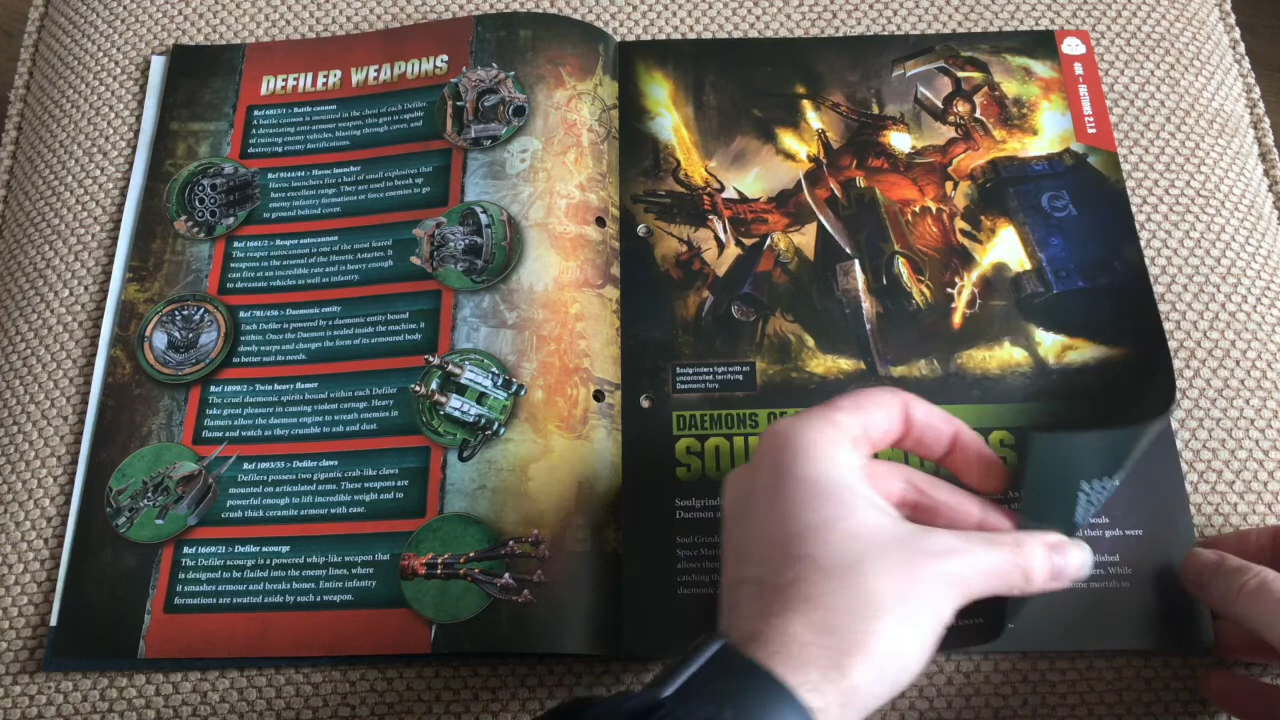 DEFILER WEAPONS
Ref 6815/1 > Battle cannon
A battle cannon is mounted in the chest of each Defiler.
A devastating anti-armour weapon, this gun is capable
of ruining enemy vehicles, blasting through cover, and
destroying enemy fortifications.
Ref 9144/44 > Havoc launcher
Havoc launchers fire a hail of small explosives that
have excellent range. They are used to break up
enemy infantry formations or force enemies to go
to ground behind cover.
Ref 1661/2 > Reaper autocannon
The reaper autocannon is one of the most feared
weapons in the arsenal of the Heretic Astartes. It
can fire at an incredible rate and is heavy enough
to devastate vehicles as well as infantry.
Ref 781/456 > Daemonic entity
Each Defiler is powered by a daemonic entity bound
within. Once the Daemon is sealed inside the machine, it
slowly warps and changes the form of its armoured body
to better suit its needs.
Ref 1899/2 > Twin heavy flamer
The cruel daemonic spirits bound within each Defiler
take great pleasure in causing violent carnage. Heavy
flamers allow the daemon engine to wreath enemies in
flame and watch as they crumble to ash and dust.
Ref 1093/55 > Defiler claws
Defilers possess two gigantic crab-like claws
mounted on articulated arms. These weapons are
powerful enough to lift incredible weight and to
crush thick ceramite armour with ease.
Ref 1669/21 > Defiler scourge
The Defiler scourge is a powered whip-like weapon that
is designed to be flailed into the enemy lines, where
it smashes armour and breaks bones. Entire infantry
formations are swatted aside by such a weapon.
40K — FACTIONS 2.1.8
Soulgrinders fight with an
uncontrolled, terrifying
Daemonic fury.
DAEMONS OF
Soulgrind
Daemon a
Soul Grinde
Space Mari
allows the
catching th
daemonic
As
souls
their gods were
While
mortals to